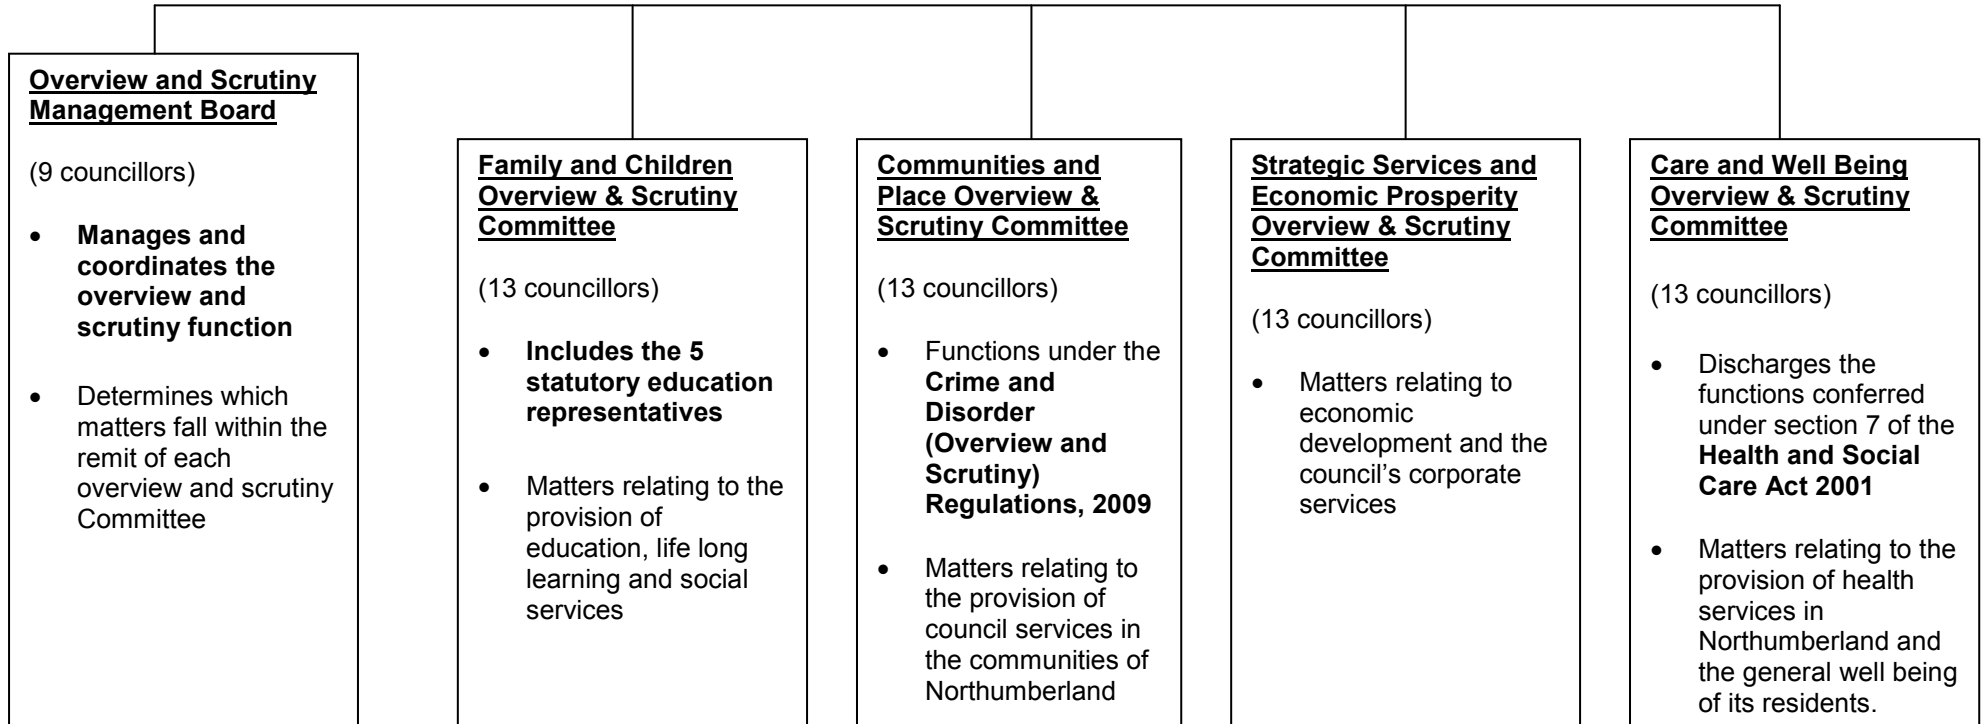 Overview and Scrutiny
Management Board
(9 councillors)
• Manages and
coordinates the
overview and
scrutiny function
• Determines which
matters fall within the
remit of each
overview and scrutiny
Committee
Family and Children
Overview & Scrutiny
Committee
(13 councillors)
• Includes the 5
statutory education
representatives
• Matters relating to the
provision of
education, life long
learning and social
services
Communities and
Place Overview &
Scrutiny Committee
(13 councillors)
• Functions under the
Crime and
Disorder
(Overview and
Scrutiny)
Regulations, 2009
• Matters relating to
the provision of
council services in
the communities of
Northumberland
Strategic Services and
Economic Prosperity
Overview & Scrutiny
Committee
(13 councillors)
• Matters relating to
economic
development and the
council’s corporate
services
Care and Well Being
Overview & Scrutiny
Committee
(13 councillors)
• Discharges the
functions conferred
under section 7 of the
Health and Social
Care Act 2001
• Matters relating to the
provision of health
services in
Northumberland and
the general well being
of its residents.